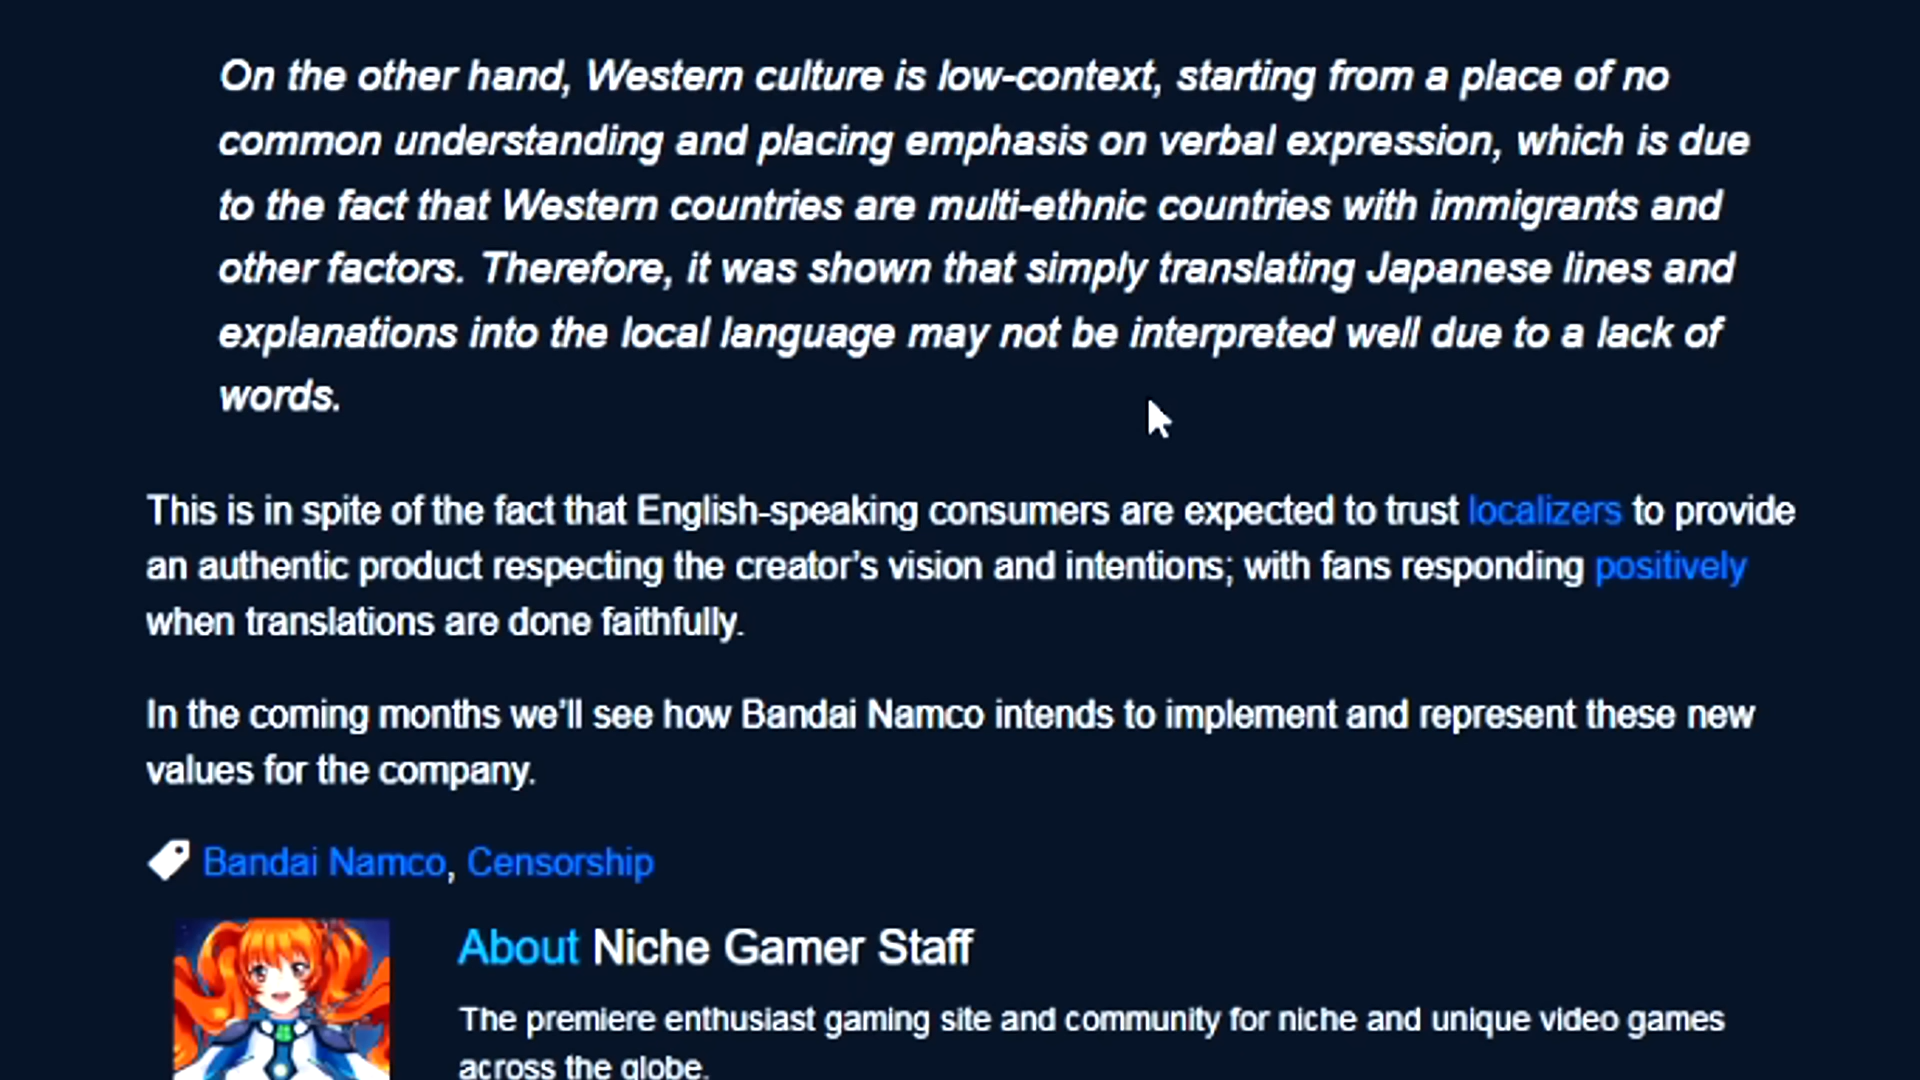 On the other hand, Western culture is low-context, starting from a place of no
common understanding and placing emphasis on verbal expression, which is due
to the fact that Western countries are multi-ethnic countries with immigrants and
other factors. Therefore, it was shown that simply translating Japanese lines and
explanations into the local language may not be interpreted well due to a lack of
words.
This is in spite of the fact that English-speaking consumers are expected to trust localizers to provide
an authentic product respecting the creator’s vision and intentions; with fans responding positively
when translations are done faithfully.
In the coming months we’ll see how Bandai Namco intends to implement and represent these new
values for the company.
Bandai Namco, Censorship
About Niche Gamer Staff
The premiere enthusiast gaming site and community for niche and unique video games
across the globe.